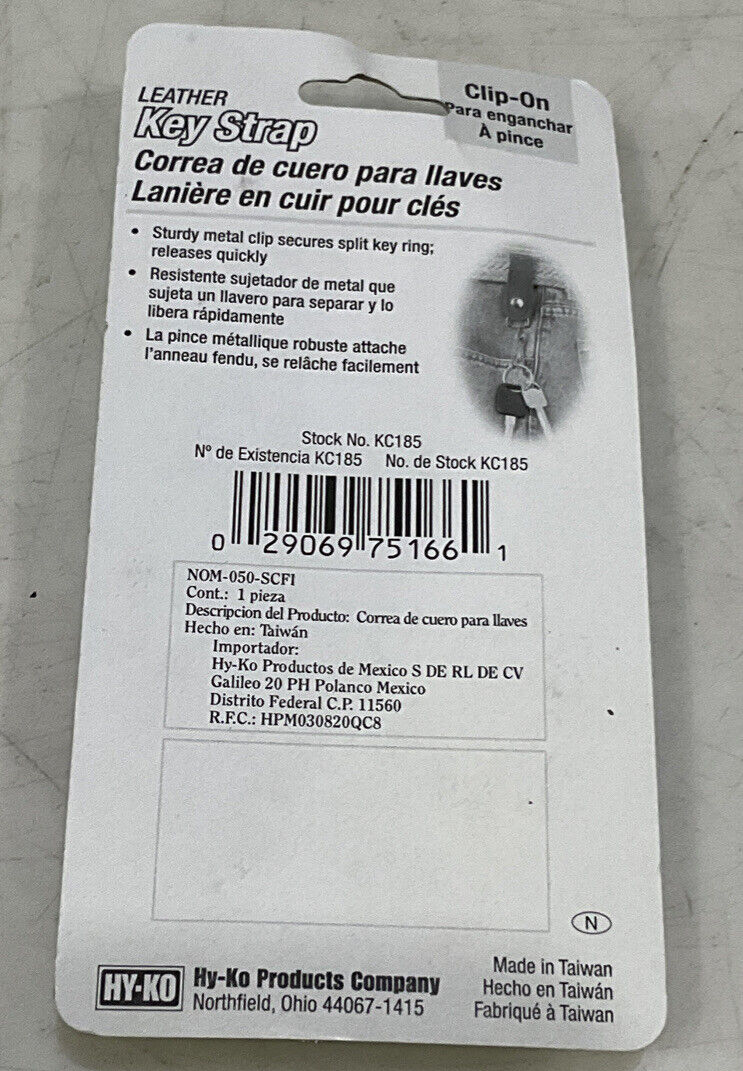 LEATHER
Key Strap
Clip-On
Para enganchar
À pince
Correa de cuero para llaves
Lanière en cuir pour clés
• Sturdy metal clip secures split key ring;
releases quickly
• Resistente sujetador de metal que
sujeta un llavero para separar y lo
libera rápidamente
• La pince métallique robuste attache
l'anneau fendu, se relâche facilement
Stock No. KC185
Nº de Existencia KC185 No. de Stock KC185
0 29069 75166 1
NOM-050-SCFI
Cont.: 1 pieza
Descripcion del Producto: Correa de cuero para llaves
Hecho en: Taiwán
Importador:
Hy-Ko Productos de Mexico S DE RL DE CV
Galileo 20 PH Polanco Mexico
Distrito Federal C.P. 11560
R.F.C.: HPM030820QC8
N
HY-KO
Hy-Ko Products Company
Northfield, Ohio 44067-1415
Made in Taiwan
Hecho en Taiwán
Fabriqué à Taiwan